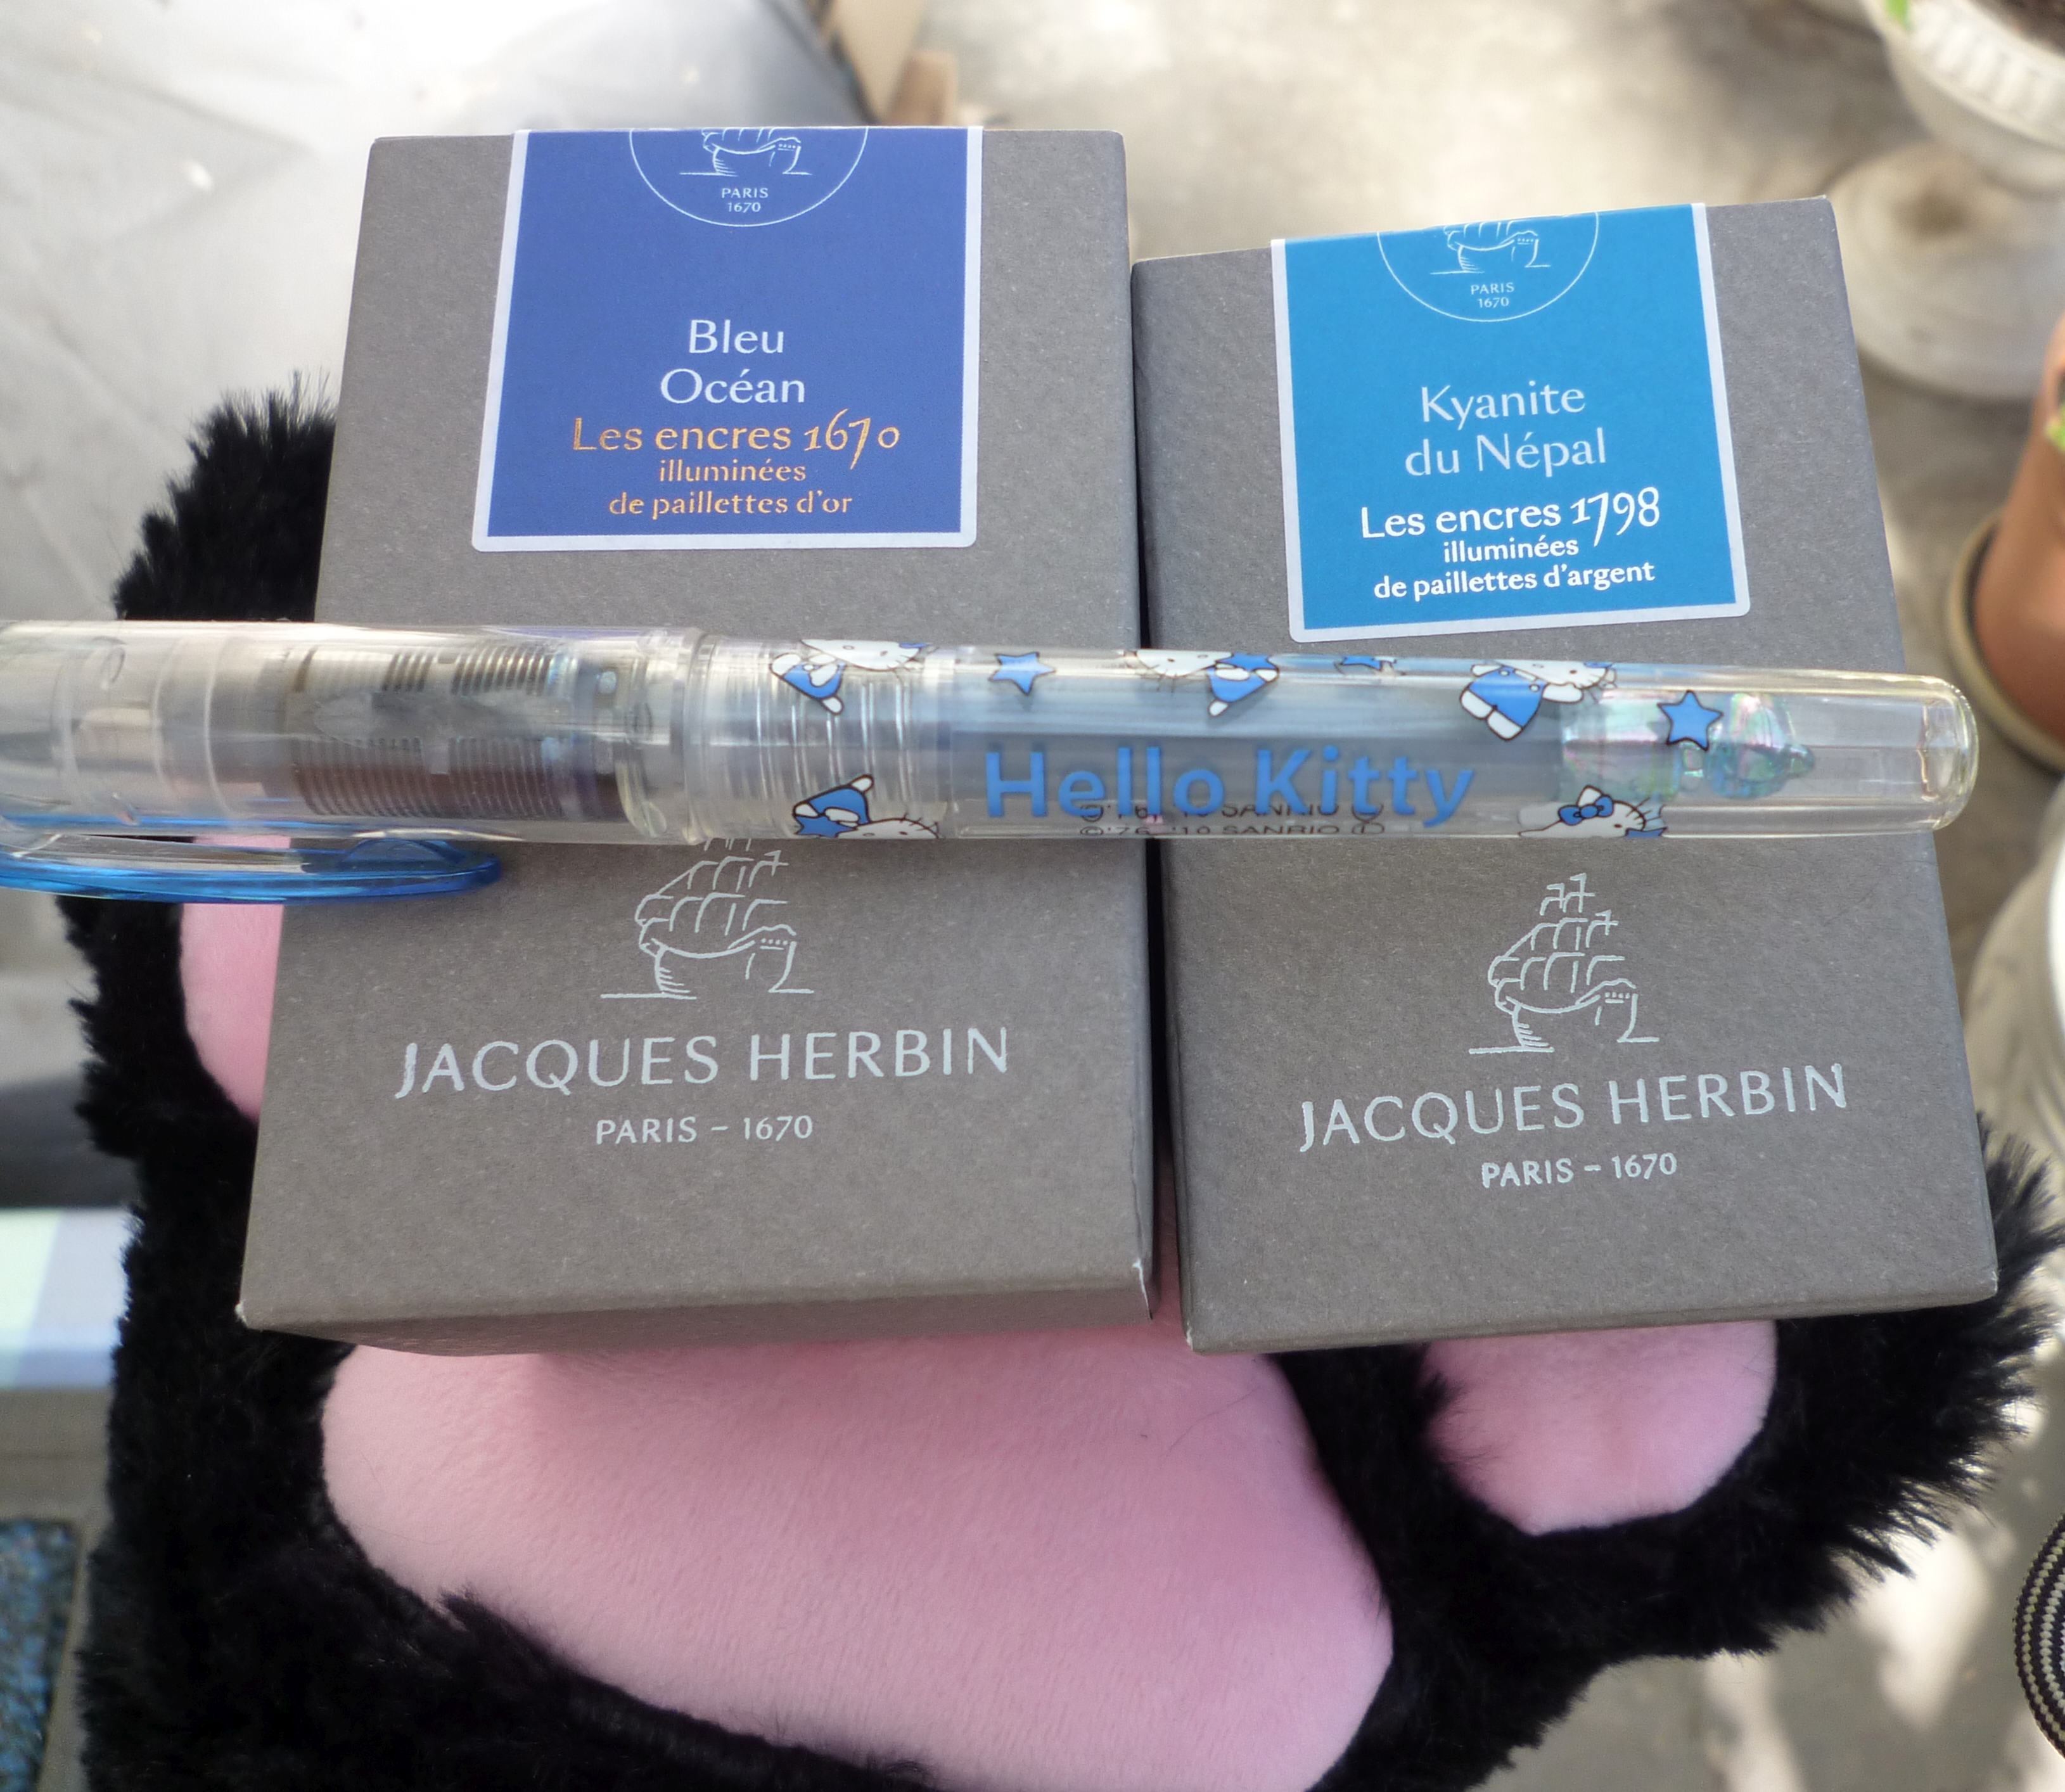 PARIS
1670
Bleu
Océan
Les encres 1670
illuminées
de paillettes d'or
PARIS
1670
Kyanite
du Népal
Les encres 1798
illuminées
de paillettes d'argent
Hello Kitty
SANRIO
JACQUES HERBIN
PARIS – 1670
JACQUES HERBIN
PARIS – 1670